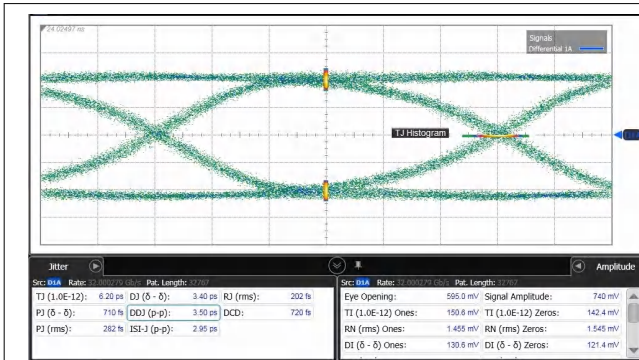 24.02497 ns
Signals
Differential 1A
TJ Histogram
Jitter
Amplitude
Src: D1A Rate: 32.000279 Gb/s Pat. Length: 32767
Src: D1A Rate: 32.000279 Gb/s Pat. Length: 32767
TJ (1.0E-12): 6.20 ps DJ (δ - δ): 3.40 ps RJ (rms): 202 fs
PJ (δ - δ): 710 fs DDJ (p-p): 3.50 ps DCD: 720 fs
PJ (rms): 282 fs ISI-J (p-p): 2.95 ps
Eye Opening: 595.0 mV Signal Amplitude: 740 mV
TI (1.0E-12) Ones: 150.6 mV TI (1.0E-12) Zeros: 142.4 mV
RN (rms) Ones: 1.455 mV RN (rms) Zeros: 1.545 mV
DI (δ - δ) Ones: 130.6 mV DI (δ - δ) Zeros: 121.4 mV